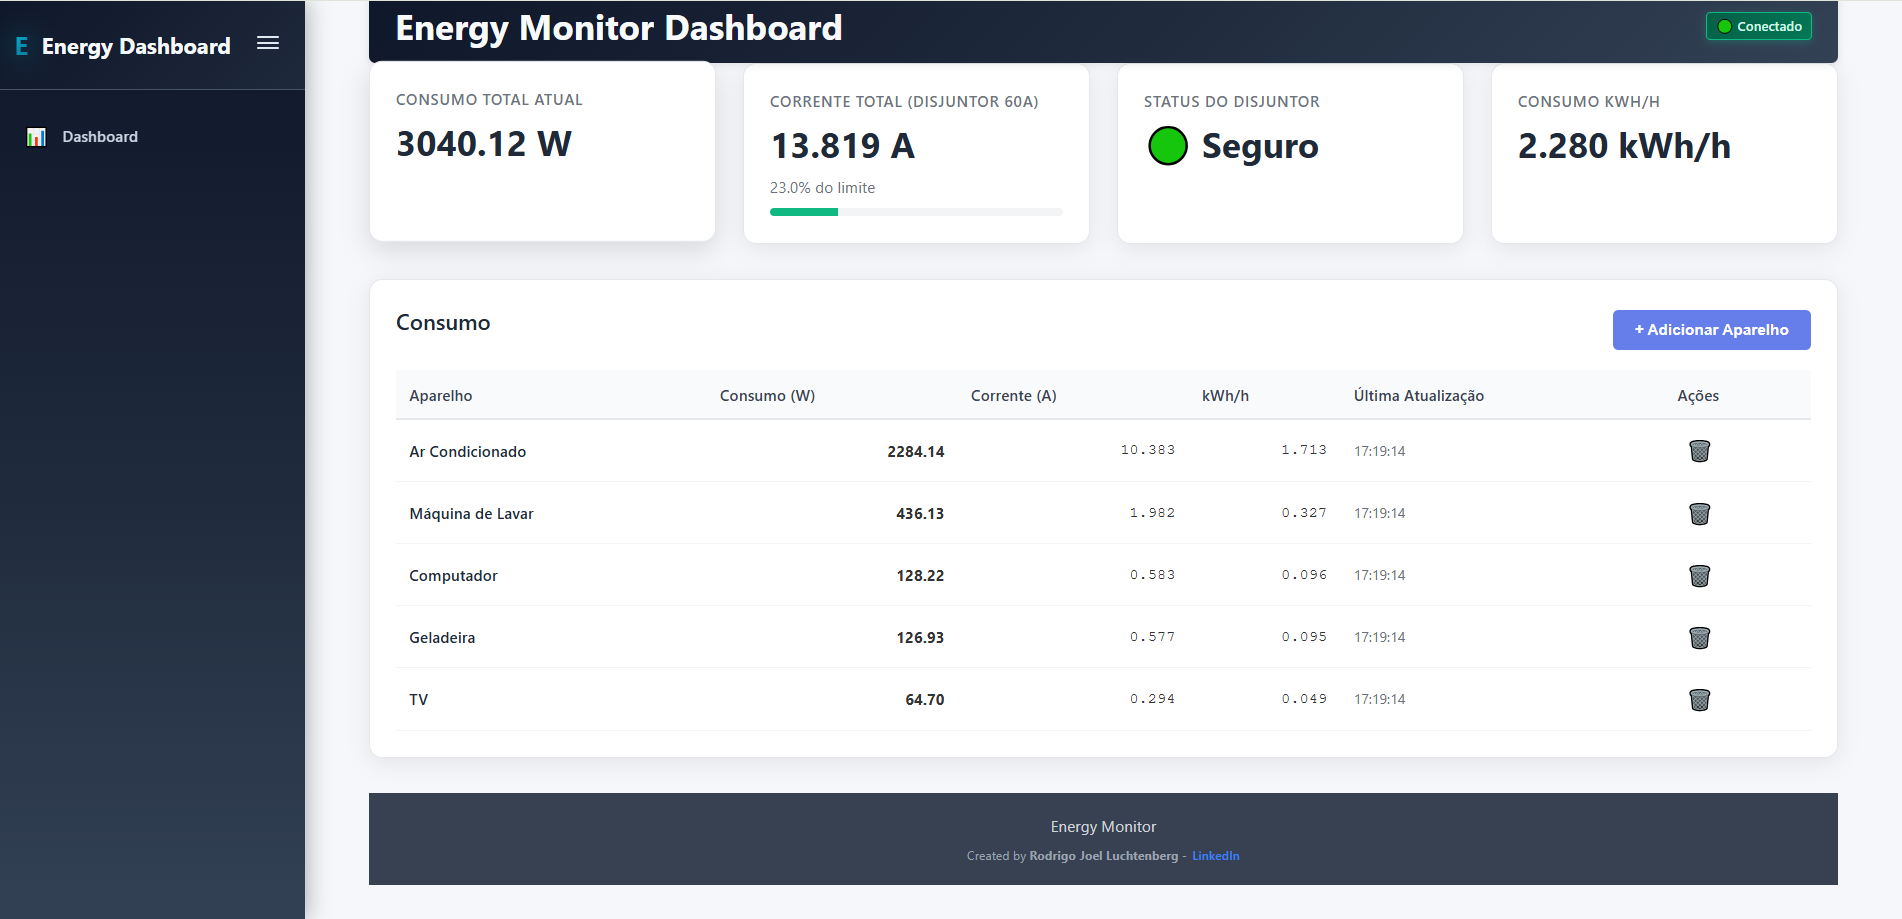 E Energy Dashboard
Dashboard
Energy Monitor Dashboard
Conectado
CONSUMO TOTAL ATUAL
3040.12 W
CORRENTE TOTAL (DISJUNTOR 60A)
13.819 A
23.0% do limite
STATUS DO DISJUNTOR
Seguro
CONSUMO KWH/H
2.280 kWh/h
Consumo
+ Adicionar Aparelho
Aparelho Consumo (W) Corrente (A) kWh/h Última Atualização Ações
Ar Condicionado 2284.14 10.383 1.713 17:19:14
Máquina de Lavar 436.13 1.982 0.327 17:19:14
Computador 128.22 0.583 0.096 17:19:14
Geladeira 126.93 0.577 0.095 17:19:14
TV 64.70 0.294 0.049 17:19:14
Energy Monitor
Created by Rodrigo Joel Luchtenberg - LinkedIn